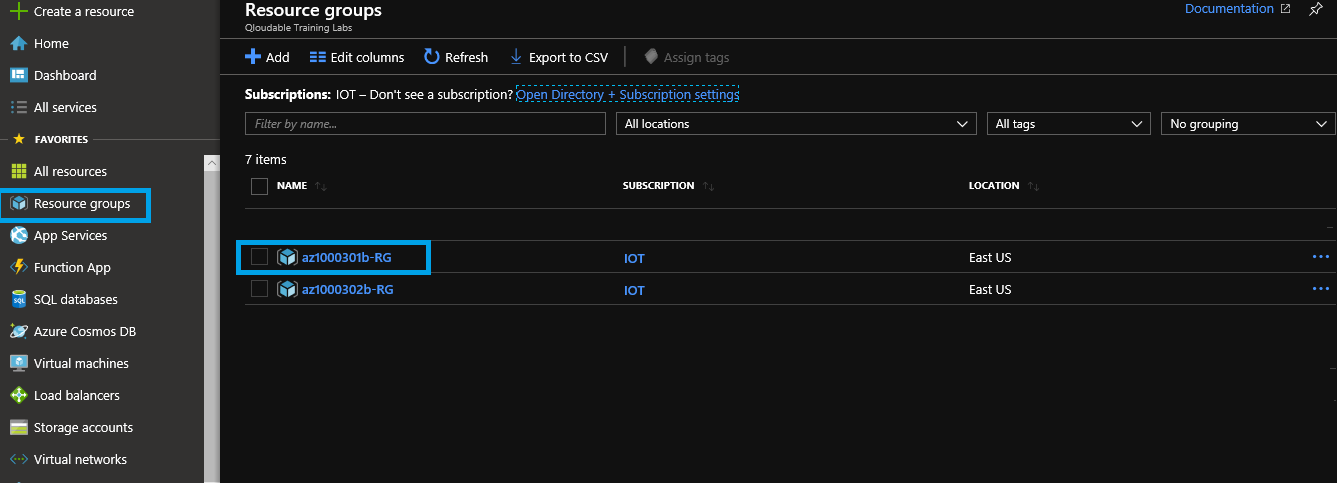 Create a resource
Home
Dashboard
All services
FAVORITES
All resources
Resource groups
App Services
Function App
SQL databases
Azure Cosmos DB
Virtual machines
Load balancers
Storage accounts
Virtual networks
Resource groups
Qloudable Training Labs
Documentation
Add Edit columns Refresh Export to CSV Assign tags
Subscriptions: IOT – Don't see a subscription? Open Directory + Subscription settings
Filter by name... All locations All tags No grouping
7 items
NAME SUBSCRIPTION LOCATION
az1000301b-RG IOT East US
az1000302b-RG IOT East US